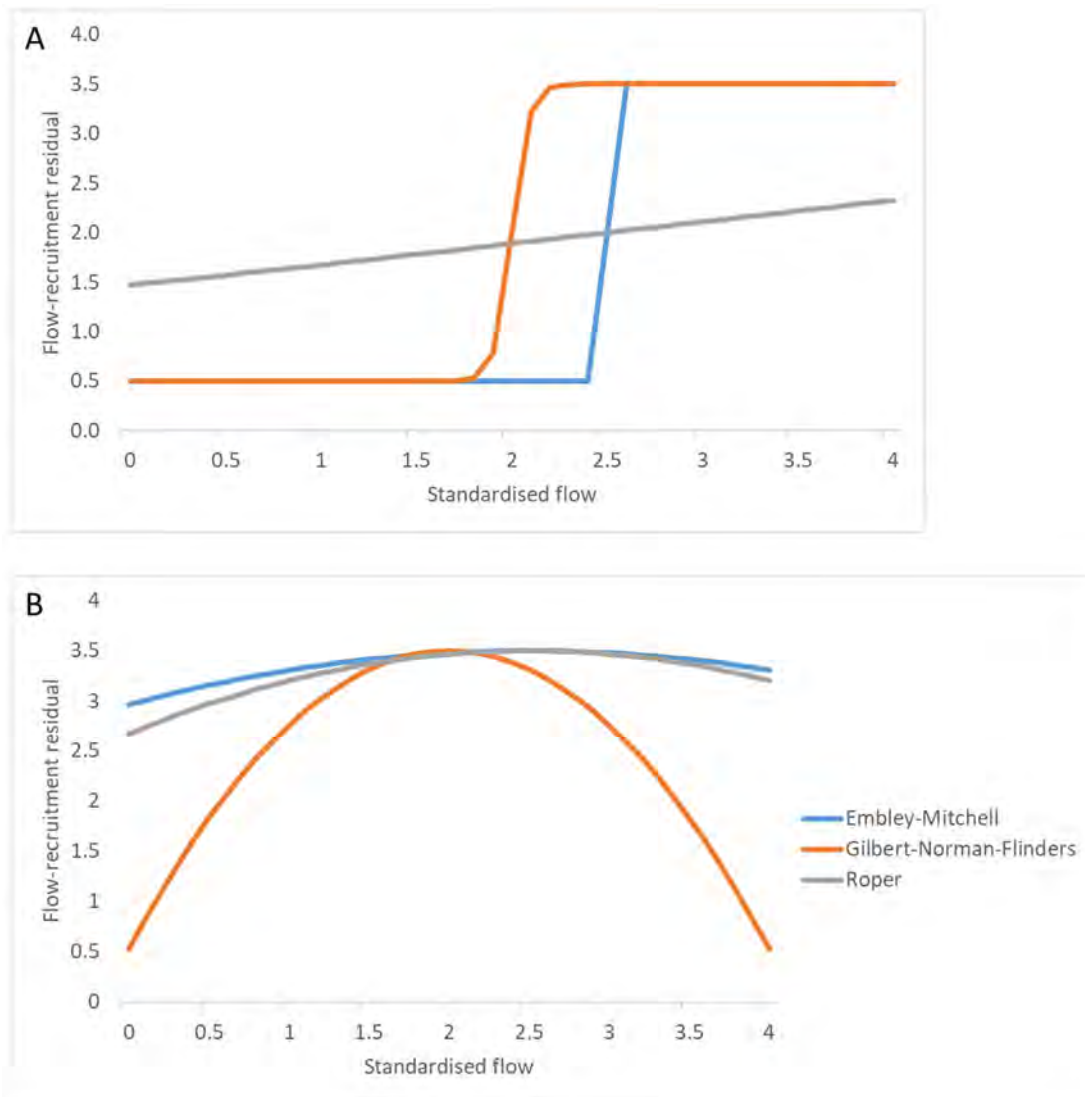 A
4.0
3.5
3.0
2.5
2.0
1.5
1.0
0.5
0.0
Flow-recruitment residual
0 0.5 1 1.5 2 2.5 3 3.5 4
Standardised flow
B
4
3.5
3
2.5
2
1.5
1
0.5
0
Flow-recruitment residual
0 0.5 1 1.5 2 2.5 3 3.5 4
Standardised flow
Embley-Mitchell
Gilbert-Norman-Flinders
Roper